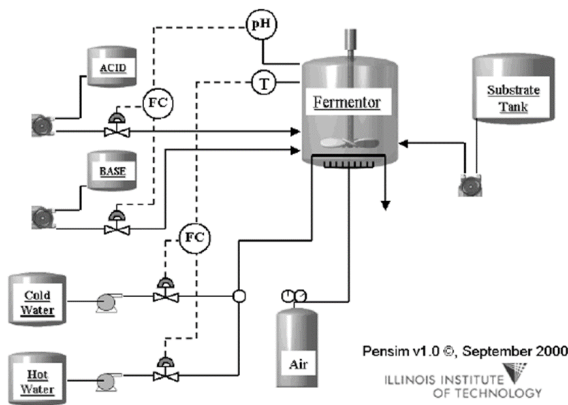 pH
ACID
FC
T
Fermentor
Substrate
Tank
BASE
FC
Cold
Water
Hot
Water
Air
Pensim v1.0 ©, September 2000
ILLINOIS INSTITUTE
OF TECHNOLOGY